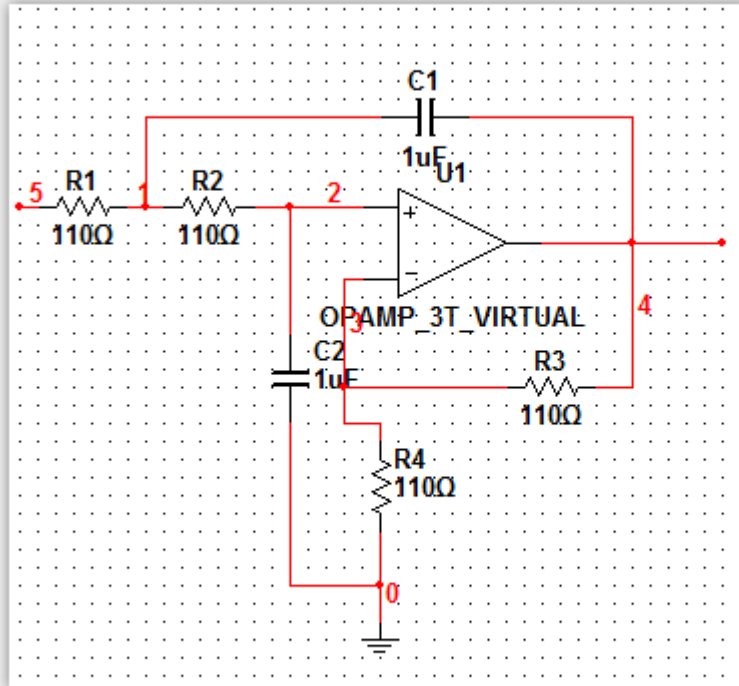 C1
1uF
U1
5
R1
1
R2
2
110Ω
110Ω
+
−
OPAMP_3T_VIRTUAL
3
4
C2
1uF
R3
110Ω
R4
110Ω
0